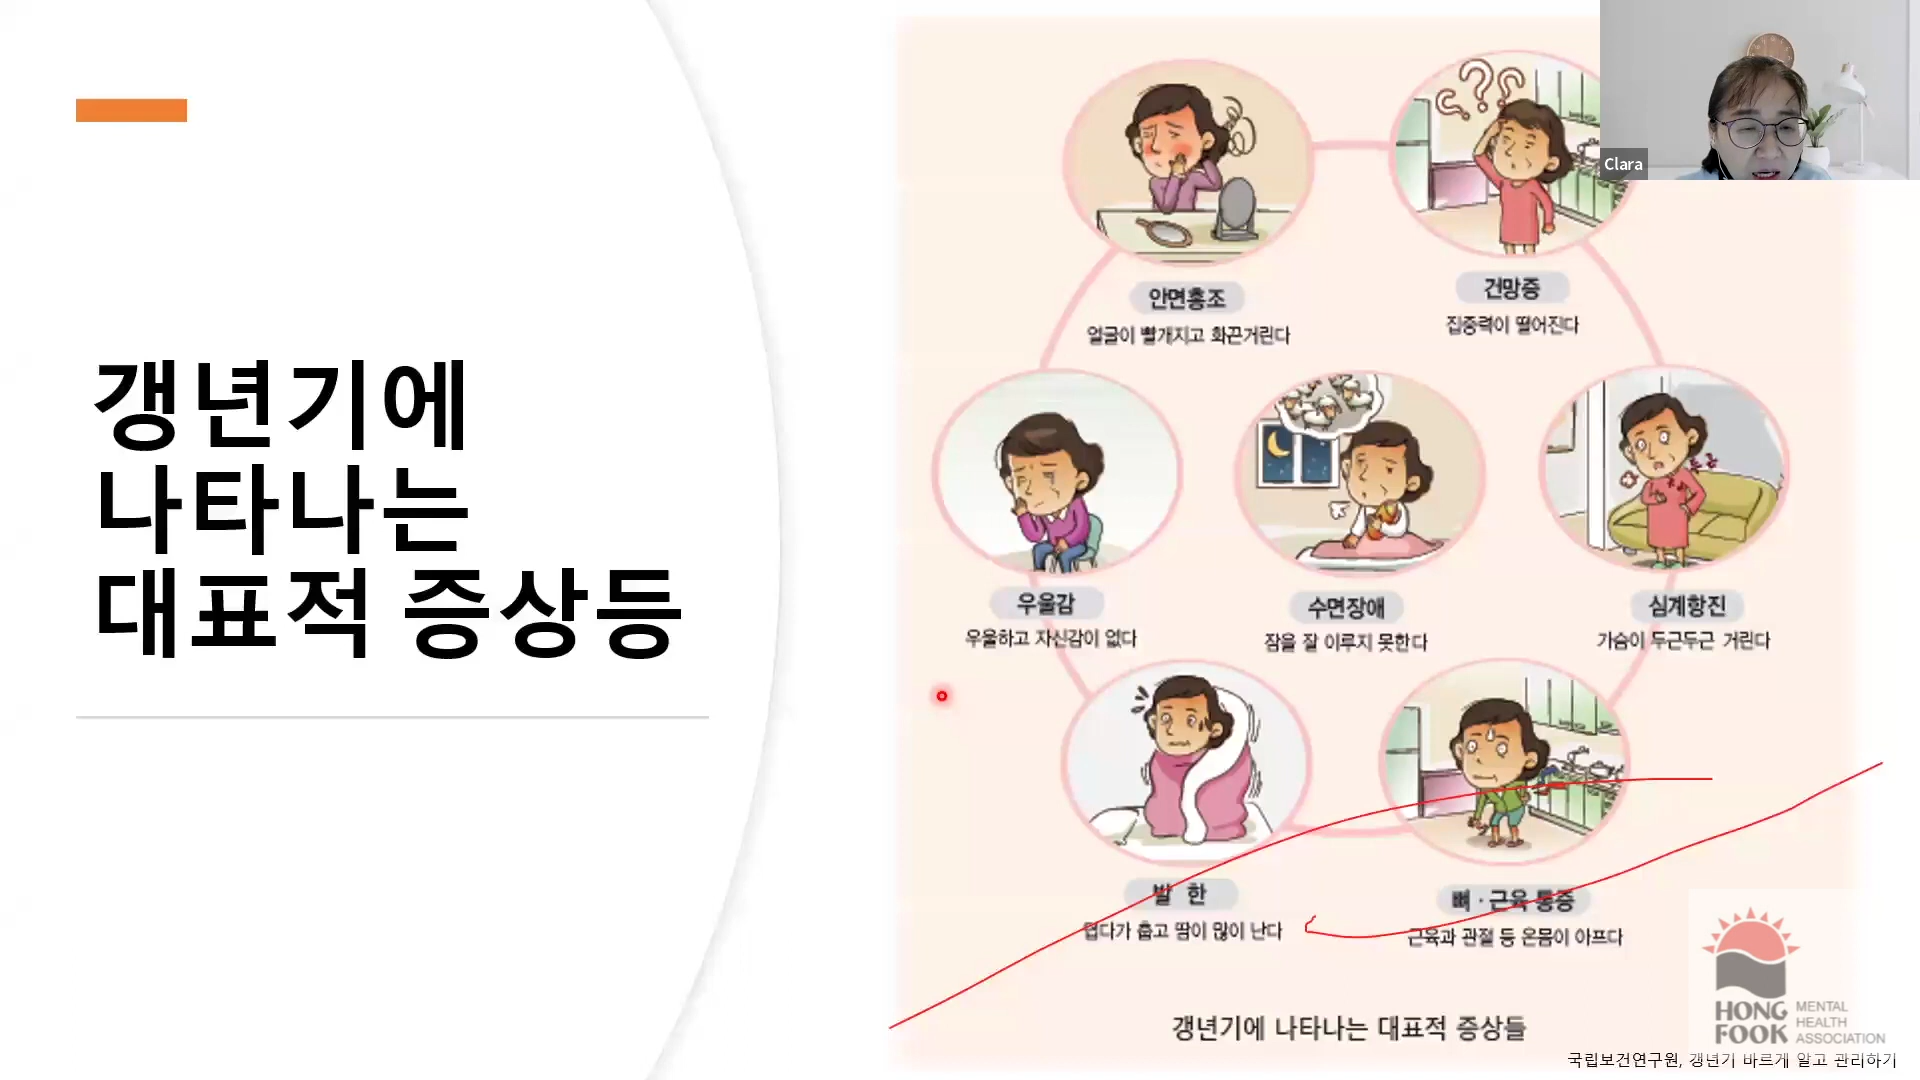 갱년기에
나타나는
대표적 증상등
Clara
안면홍조
얼굴이 빨개지고 화끈거린다
건망증
집중력이 떨어진다
우울감
우울하고 자신감이 없다
수면장애
잠을 잘 이루지 못한다
심계항진
가슴이 두근두근 거린다
발 한
덥다가 춥고 땀이 많이 난다
뼈·근육 통증
근육과 관절 등 온몸이 아프다
갱년기에 나타나는 대표적 증상들
HONG FOOK MENTAL HEALTH ASSOCIATION
국립보건연구원, 갱년기 바르게 알고 관리하기